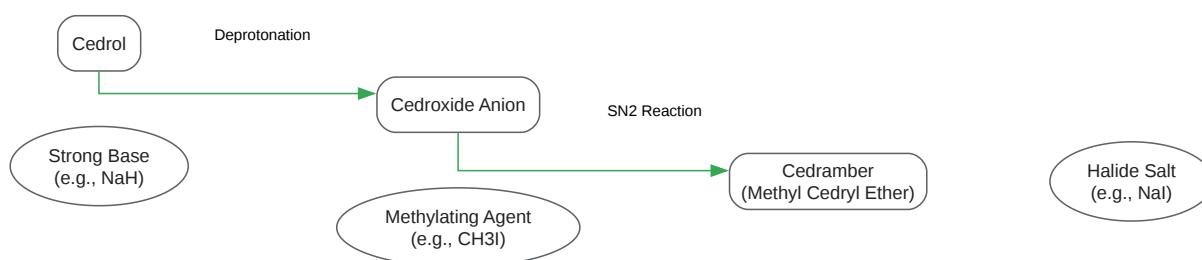 Cedrol
Deprotonation
Cedroxide Anion
SN2 Reaction
Strong Base
(e.g., NaH)
Cedramber
(Methyl Cedryl Ether)
Halide Salt
(e.g., NaI)
Methylating Agent
(e.g., CH3I)